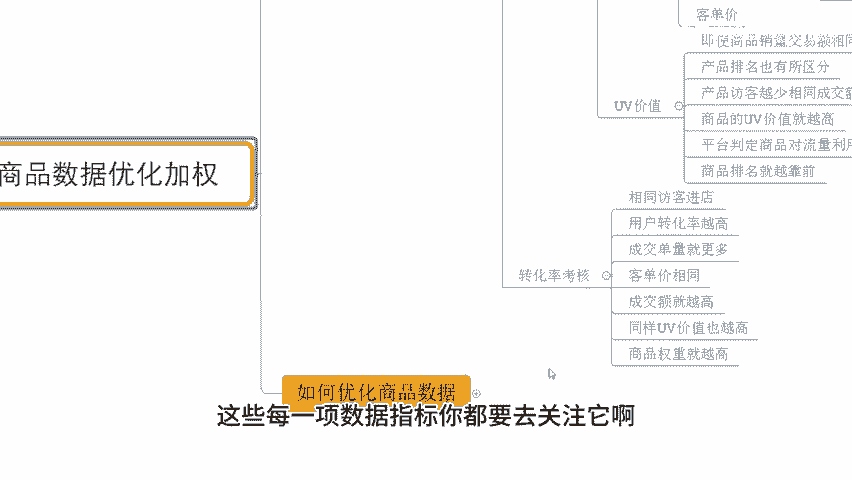 客单价
即使商品销量交易额相同
产品排名也有所区分
产品访客越少相同成交额
UV价值
商品的UV价值就越高
平台判定商品对流量利用
商品排名就越靠前
商品数据优化加权
相同访客进店
用户转化率越高
成交单量就更多
转化率考核
客单价相同
成交额就越高
同样UV价值也越高
商品权重就越高
如何优化商品数据
这些每一项数据指标你都要去关注它啊